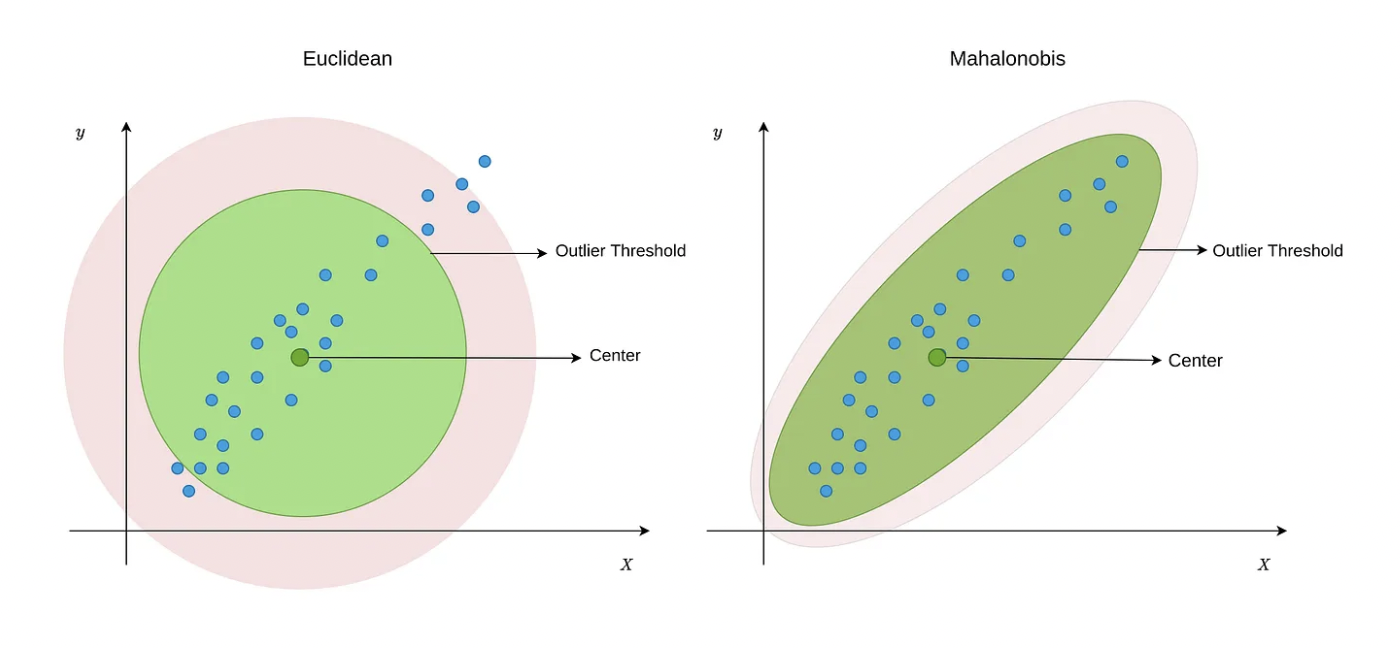 Euclidean
y
Outlier Threshold
Center
X
Mahalonobis
y
Outlier Threshold
Center
X